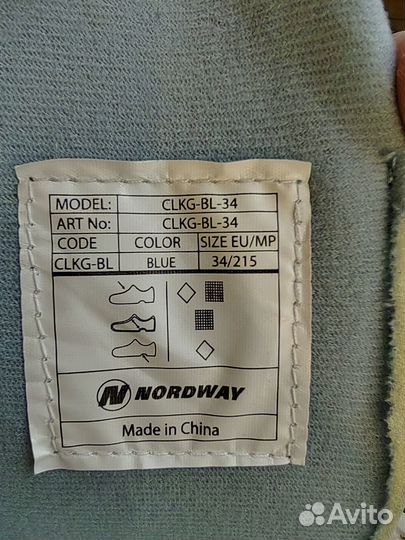 MODEL: CLKG-BL-34
ART No: CLKG-BL-34
CODE COLOR SIZE EU/MP
CLKG-BL BLUE 34/215
NORDWAY
Made in China
Avito